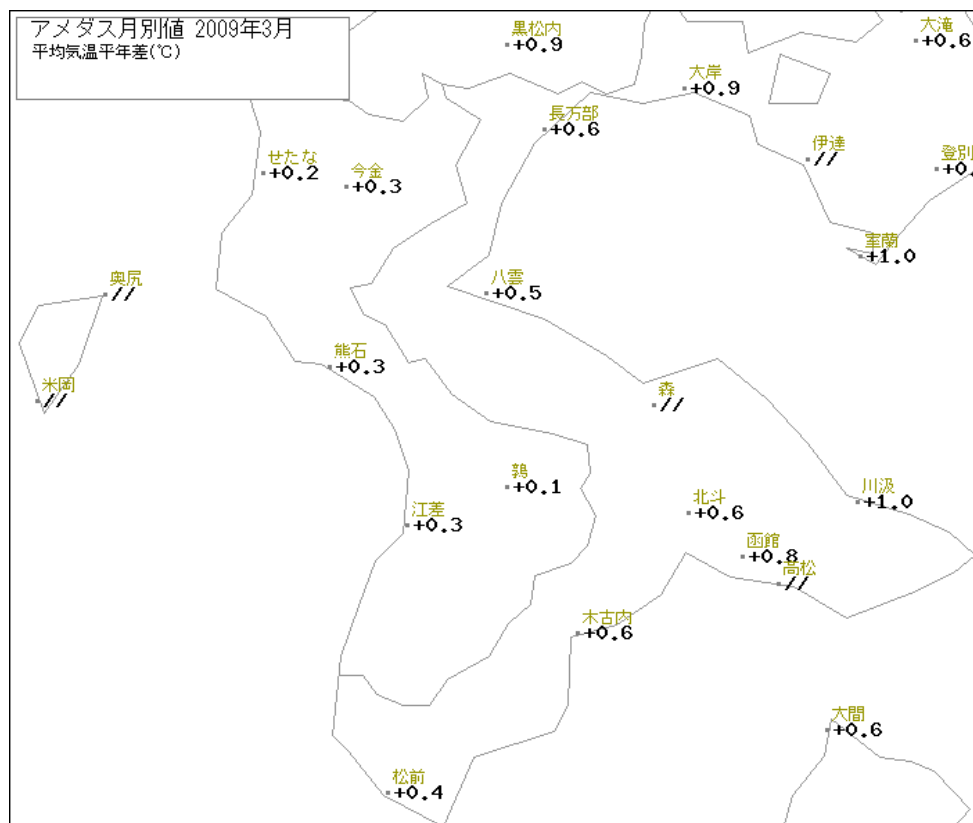 アメダス月別値 2009年3月
平均気温平年差(℃)
黒松内
+0.9
大滝
+0.6
大岸
+0.9
長万部
+0.6
伊達
//
登別
+0.
せたな
+0.2
今金
+0.3
室蘭
+1.0
奥尻
//
八雲
+0.5
熊石
+0.3
米岡
//
森
//
鶉
+0.1
川汲
+1.0
北斗
+0.6
江差
+0.3
函館
+0.8
高松
//
木古内
+0.6
大間
+0.6
松前
+0.4